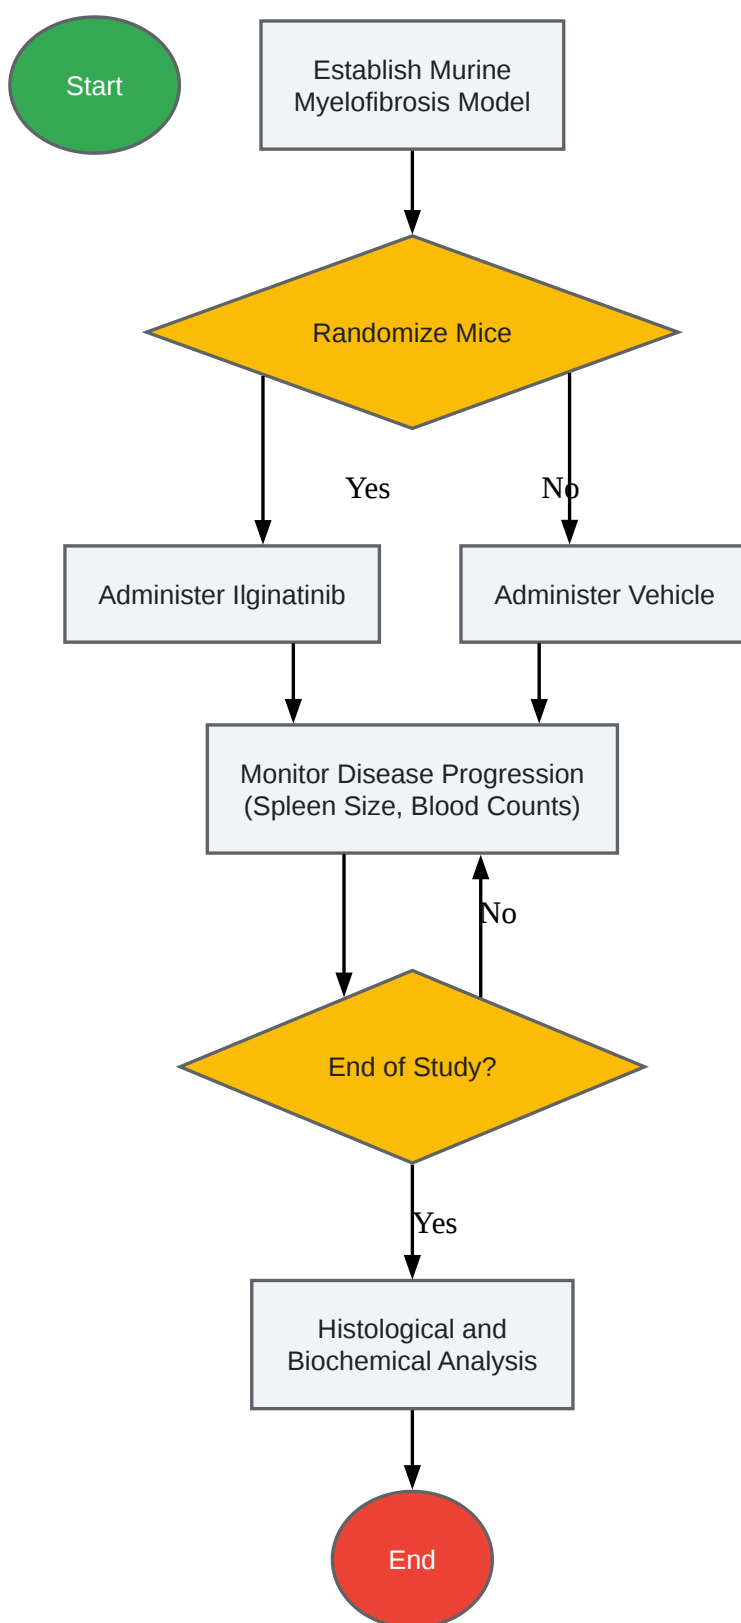 Start
Establish Murine
Myelofibrosis Model
Randomize Mice
Yes
No
Administer Ilginatinib
Administer Vehicle
Monitor Disease Progression
(Spleen Size, Blood Counts)
No
End of Study?
Yes
Histological and
Biochemical Analysis
End